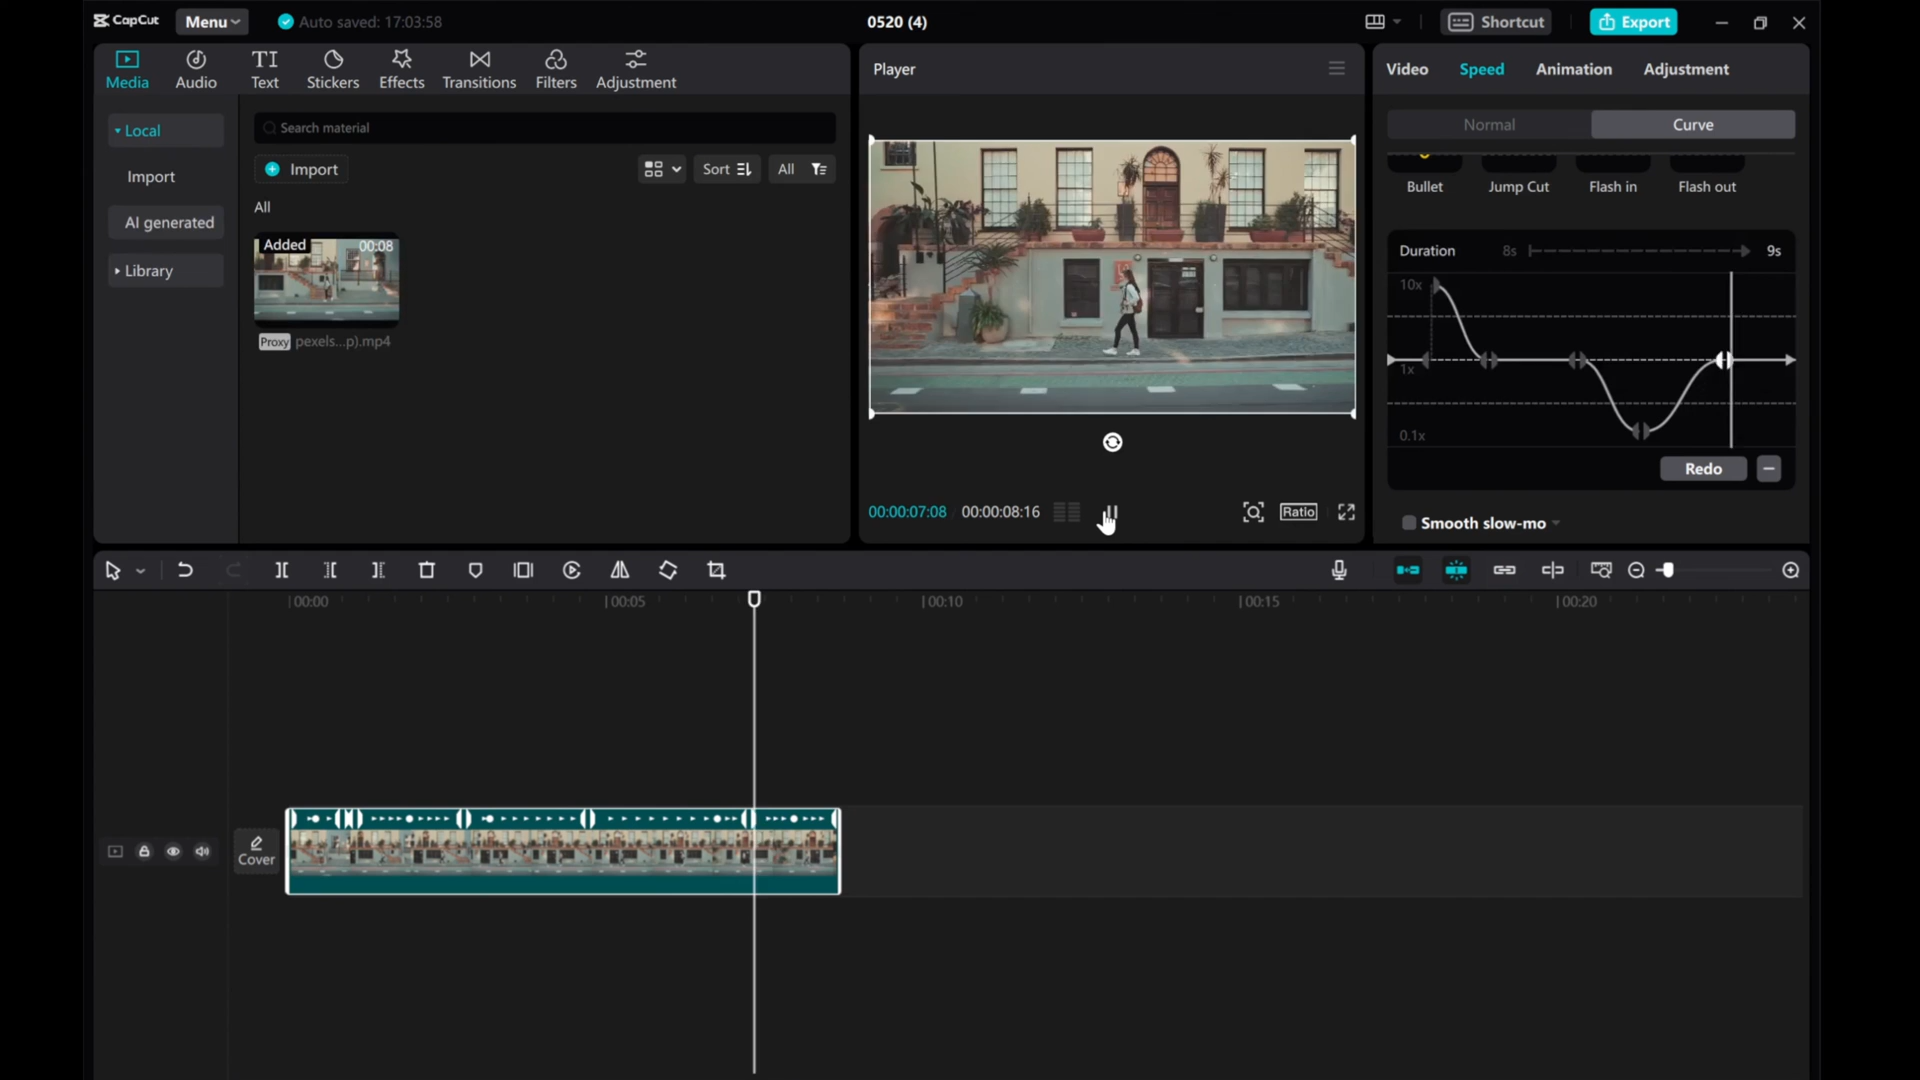 CapCut
Menu
Auto saved: 17:03:58
0520 (4)
Shortcut
Export
Media
Audio
TI
Text
Stickers
Effects
Transitions
Filters
Adjustment
Local
Import
AI generated
Library
Search material
Import
Sort
All
All
Added
00:08
Proxy
pexels...p).mp4
Player
00:00:07:08
00:00:08:16
Ratio
Video
Speed
Animation
Adjustment
Normal
Curve
Bullet
Jump Cut
Flash in
Flash out
Duration
8s
9s
10x
1x
0.1x
Redo
Smooth slow-mo
00:00
00:05
00:10
00:15
00:20
Cover